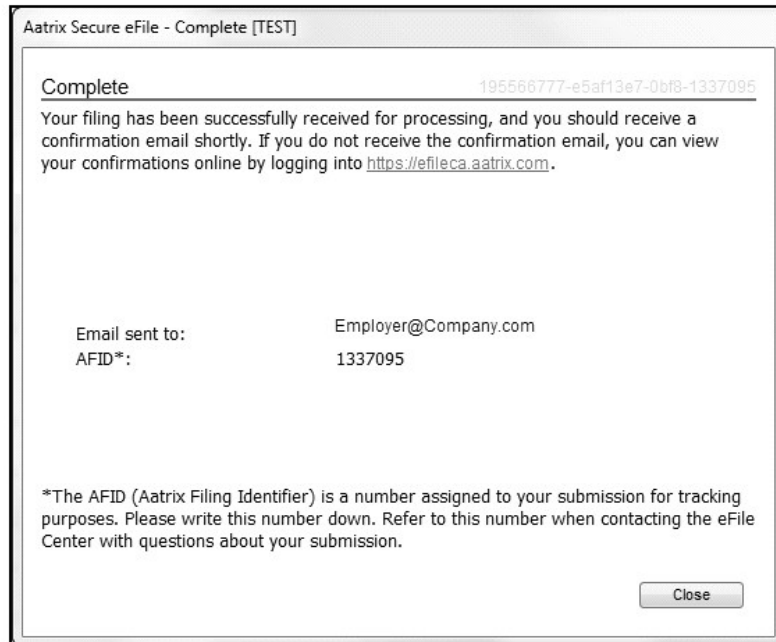 Aatrix Secure eFile - Complete [TEST]
Complete 195566777-e5af13e7-0bf8-1337095
Your filing has been successfully received for processing, and you should receive a
confirmation email shortly. If you do not receive the confirmation email, you can view
your confirmations online by logging into https://efileca.aatrix.com.
Email sent to: Employer@Company.com
AFID*: 1337095
*The AFID (Aatrix Filing Identifier) is a number assigned to your submission for tracking
purposes. Please write this number down. Refer to this number when contacting the eFile
Center with questions about your submission.
Close